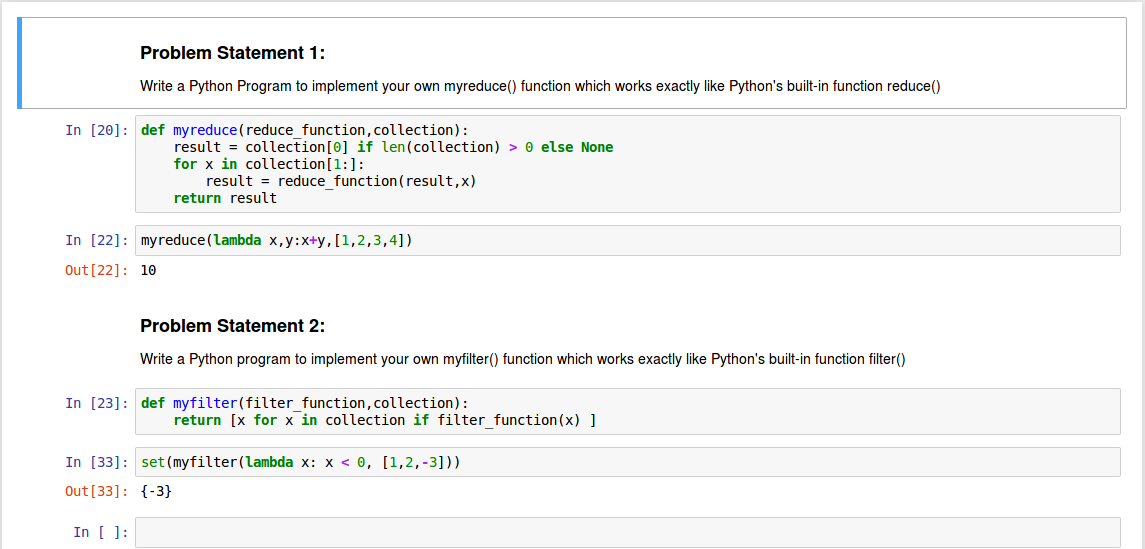 Problem Statement 1:
Write a Python Program to implement your own myreduce() function which works exactly like Python's built-in function reduce()
In [20]: def myreduce(reduce_function,collection):
    result = collection[0] if len(collection) > 0 else None
    for x in collection[1:]:
        result = reduce_function(result,x)
    return result
In [22]: myreduce(lambda x,y:x+y,[1,2,3,4])
Out[22]: 10
Problem Statement 2:
Write a Python program to implement your own myfilter() function which works exactly like Python's built-in function filter()
In [23]: def myfilter(filter_function,collection):
    return [x for x in collection if filter_function(x) ]
In [33]: set(myfilter(lambda x: x < 0, [1,2,-3]))
Out[33]: {-3}
In [ ]: